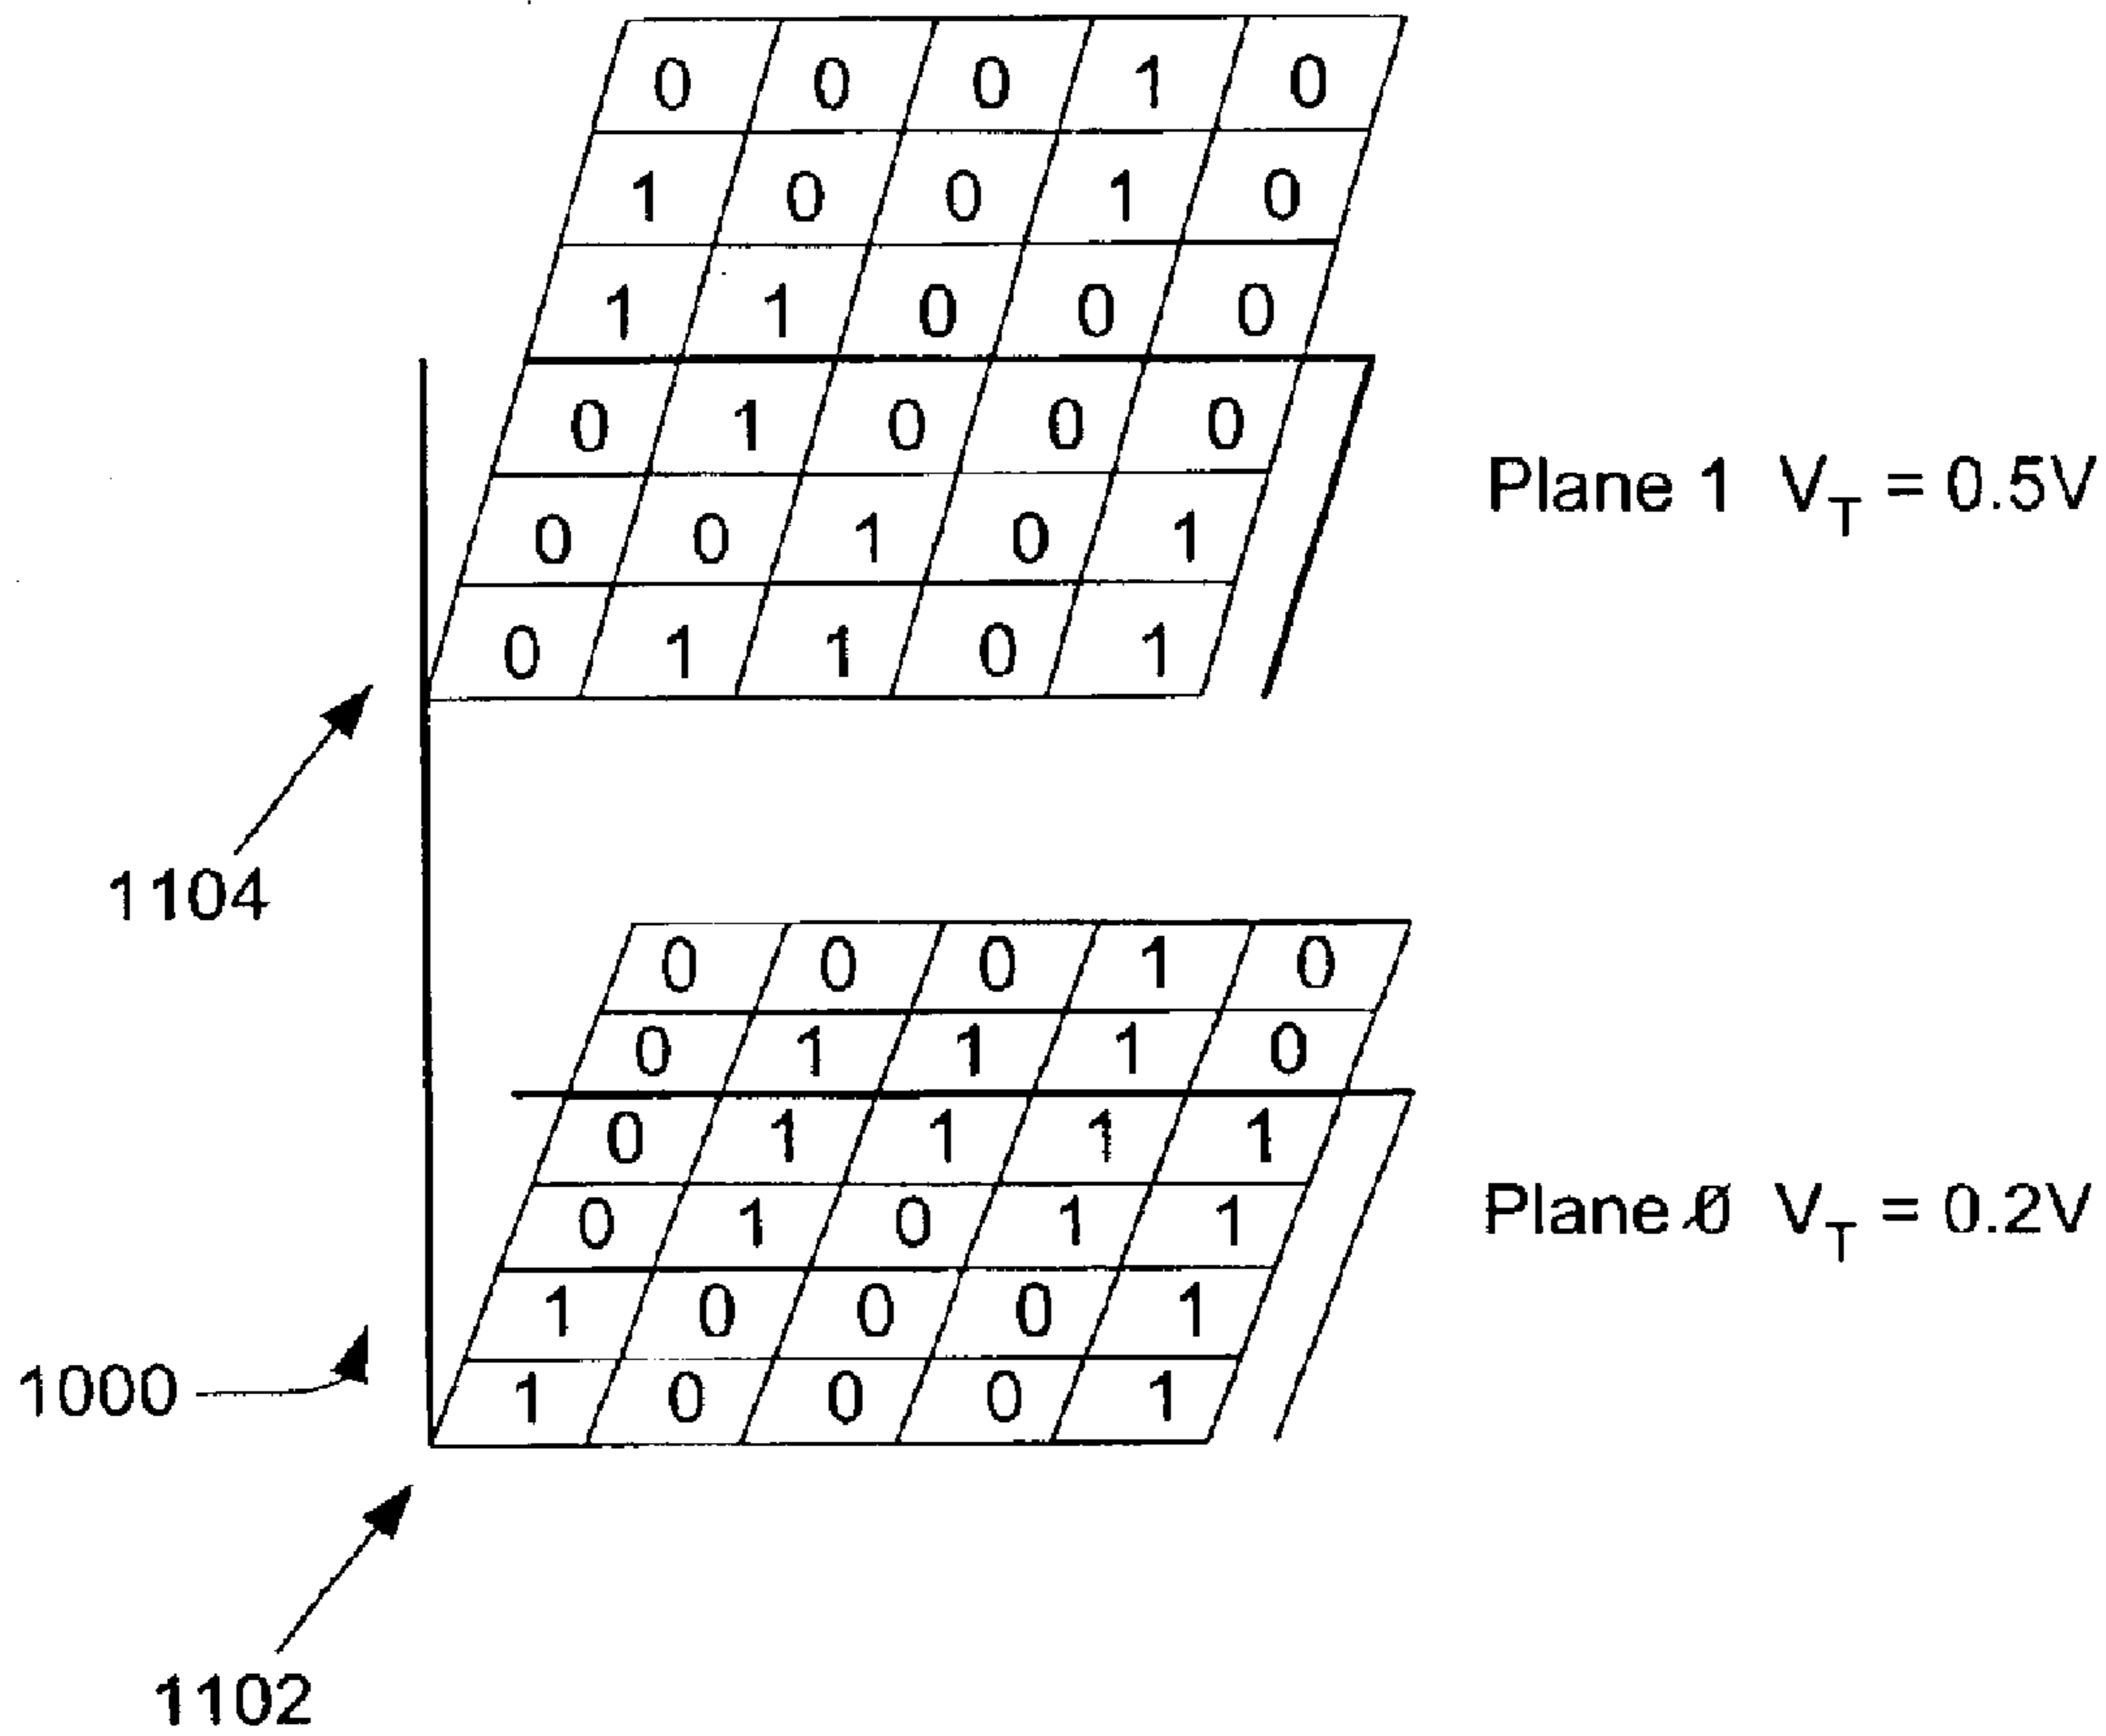 0 0 0 1 0
1 0 0 1 0
1 1 0 0 0
0 1 0 0 0
0 0 1 0 1
0 1 1 0 1
Plane 1 V_T = 0.5V
1104
0 0 0 1 0
0 1 1 1 0
0 1 1 1 1
0 1 0 1 1
1 0 0 0 1
1 0 0 0 1
Plane Ø V_T = 0.2V
1000
1102